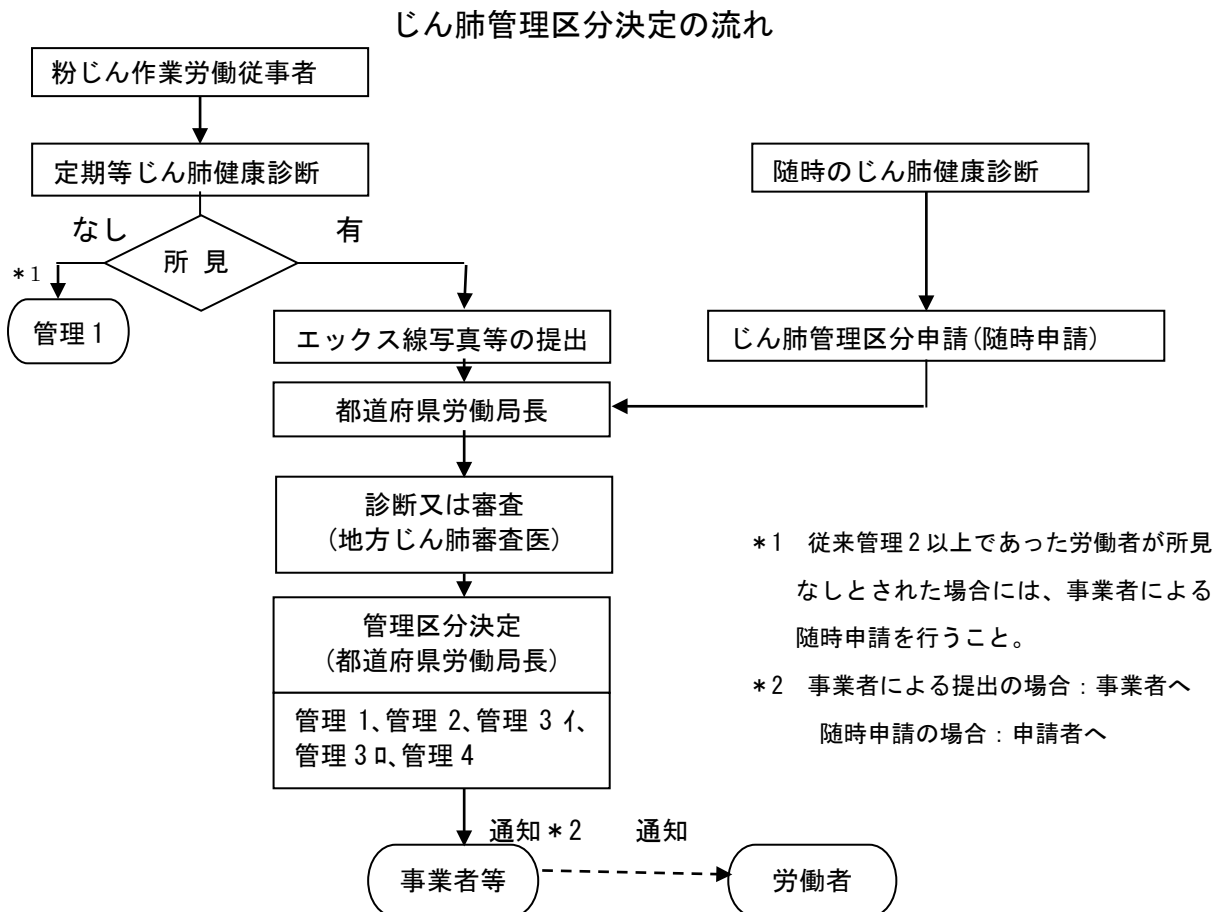 じん肺管理区分決定の流れ
粉じん作業労働従事者
定期等じん肺健康診断
随時のじん肺健康診断
なし
有
所 見
*1
管理1
エックス線写真等の提出
じん肺管理区分申請(随時申請)
都道府県労働局長
診断又は審査
(地方じん肺審査医)
管理区分決定
(都道府県労働局長)
管理 1、管理 2、管理 3 ｲ、
管理 3 ﾛ、管理 4
*1 従来管理2以上であった労働者が所見
なしとされた場合には、事業者による
随時申請を行うこと。
*2 事業者による提出の場合：事業者へ
随時申請の場合：申請者へ
通知*2
通知
事業者等
労働者